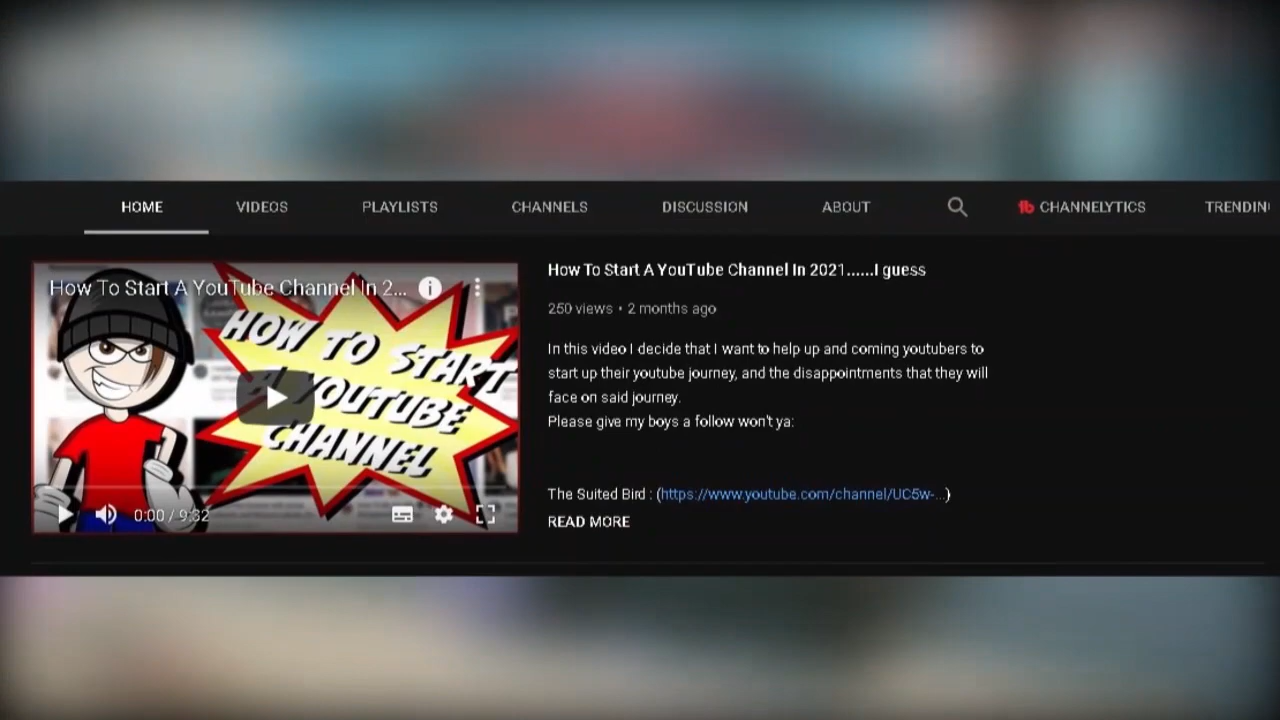 HOME VIDEOS PLAYLISTS CHANNELS DISCUSSION ABOUT CHANNELYTICS TRENDIN
How To Start A YouTube Channel In 2...
HOW TO START
A YOUTUBE
CHANNEL
0:00 / 9:32
How To Start A YouTube Channel In 2021......I guess
250 views • 2 months ago
In this video I decide that I want to help up and coming youtubers to
start up their youtube journey, and the disappointments that they will
face on said journey.
Please give my boys a follow won't ya:
The Suited Bird : (https://www.youtube.com/channel/UC5w-...)
READ MORE